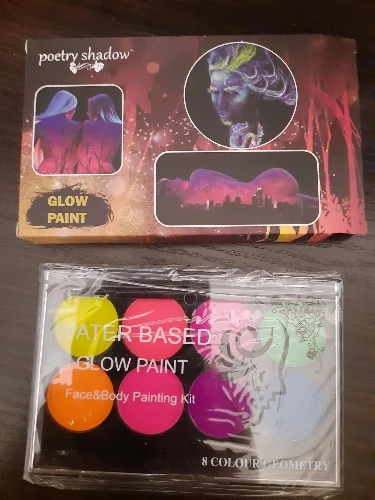 poetry shadow
GLOW
PAINT
WATER BASED
GLOW PAINT
Face&Body Painting Kit
8 COLOUR GEOMETRY